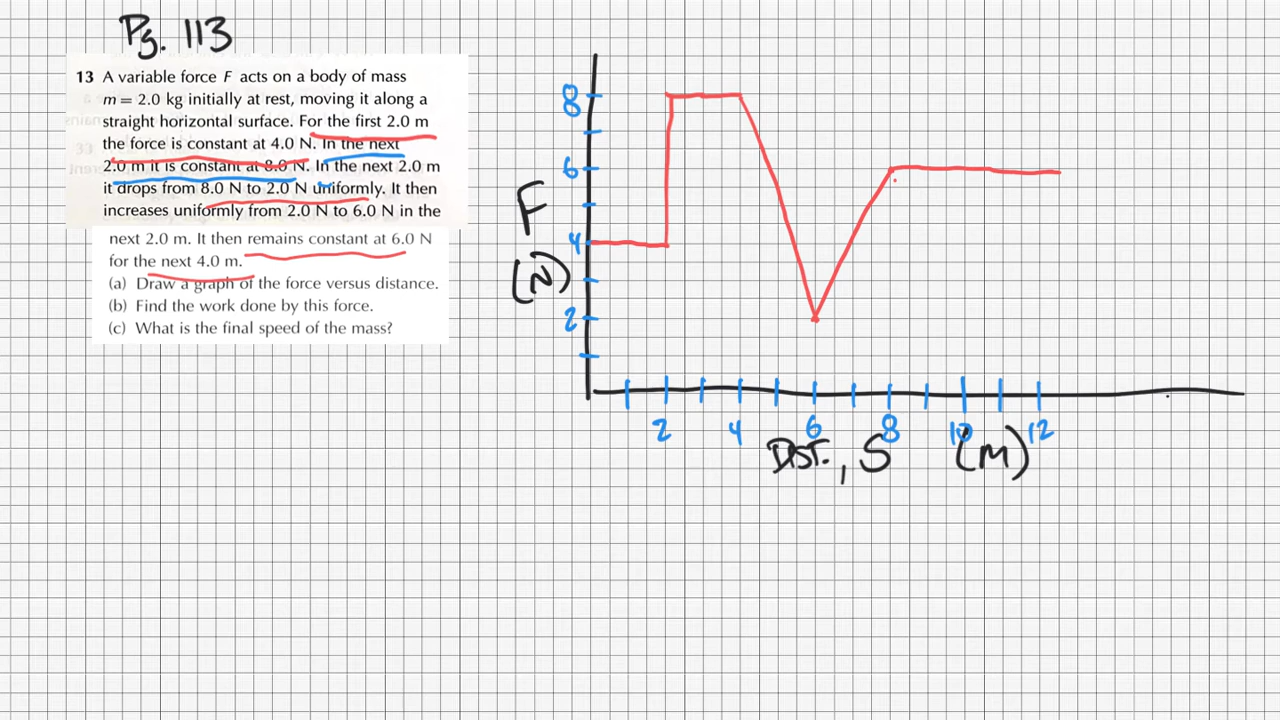 Pg. 113
13 A variable force F acts on a body of mass
m = 2.0 kg initially at rest, moving it along a
straight horizontal surface. For the first 2.0 m
the force is constant at 4.0 N. In the next
2.0 m it is constant at 8.0 N. In the next 2.0 m
it drops from 8.0 N to 2.0 N uniformly. It then
increases uniformly from 2.0 N to 6.0 N in the
next 2.0 m. It then remains constant at 6.0 N
for the next 4.0 m.
(a) Draw a graph of the force versus distance.
(b) Find the work done by this force.
(c) What is the final speed of the mass?
8
6
F
4
(N)
2
2 4 6 8 10 12
DIST., S (M)